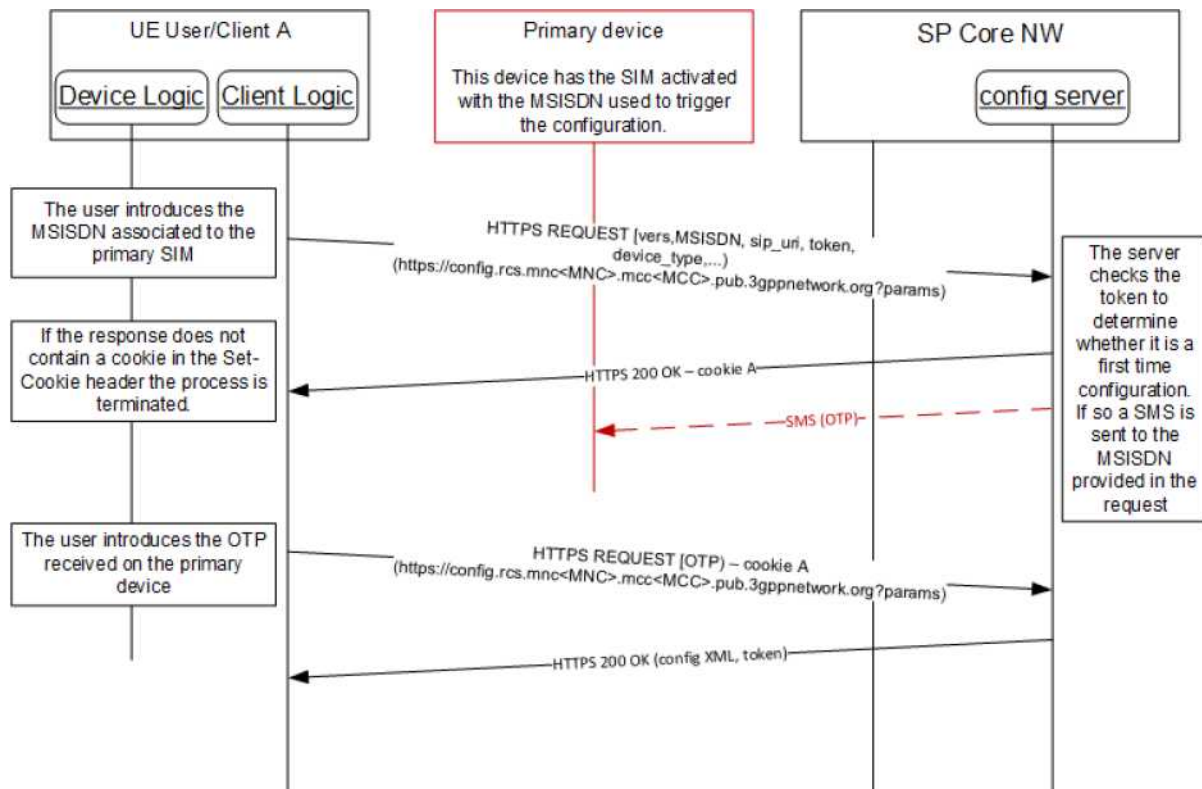 UE User/Client A
Device Logic
Client Logic
Primary device
This device has the SIM activated
with the MSISDN used to trigger
the configuration.
SP Core NW
config server
The user introduces the
MSISDN associated to the
primary SIM
HTTPS REQUEST [vers,MSISDN, sip_uri, token,
device_type,...)
(https://config.rcs.mnc<MNC>.mcc<MCC>.pub.3gppnetwork.org?params)
The server
checks the
token to
determine
whether it is a
first time
configuration.
If so a SMS is
sent to the
MSISDN
provided in the
request
If the response does not
contain a cookie in the Set-
Cookie header the process is
terminated.
HTTPS 200 OK – cookie A
SMS (OTP)
The user introduces the OTP
received on the primary
device
HTTPS REQUEST [OTP) – cookie A
(https://config.rcs.mnc<MNC>.mcc<MCC>.pub.3gppnetwork.org?params)
HTTPS 200 OK (config XML, token)